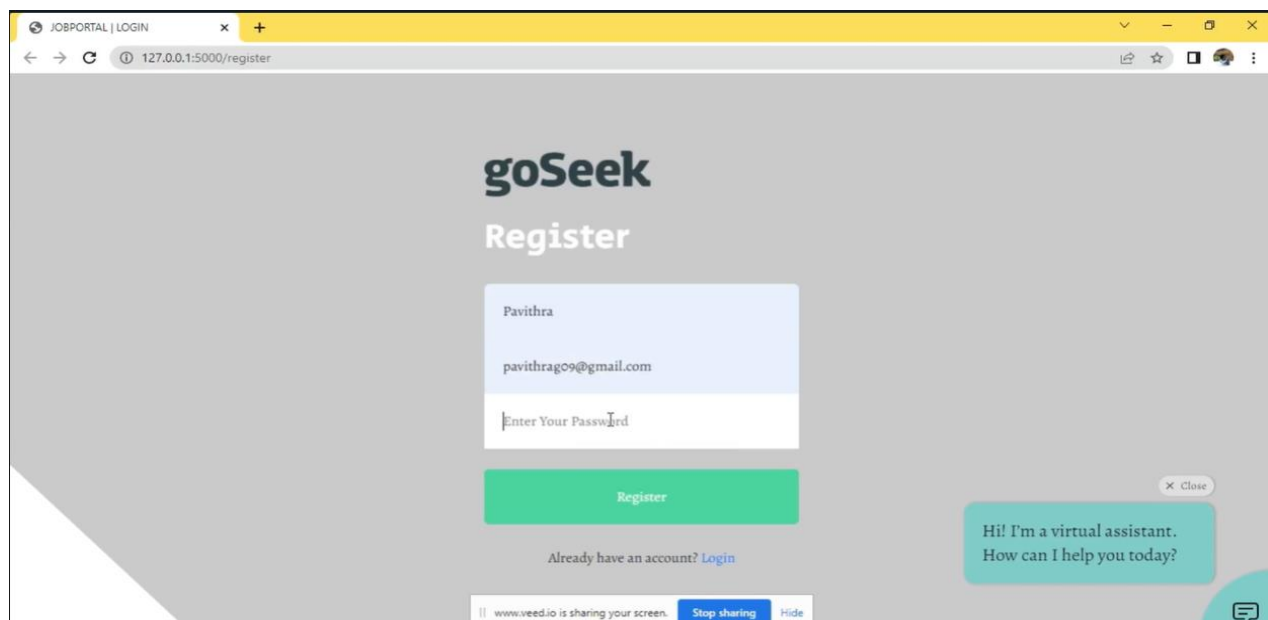 JOBPORTAL | LOGIN
127.0.0.1:5000/register
goSeek
Register
Pavithra
pavithrag09@gmail.com
Enter Your Password
Register
Already have an account? Login
× Close
Hi! I'm a virtual assistant.
How can I help you today?
www.veed.io is sharing your screen. Stop sharing Hide